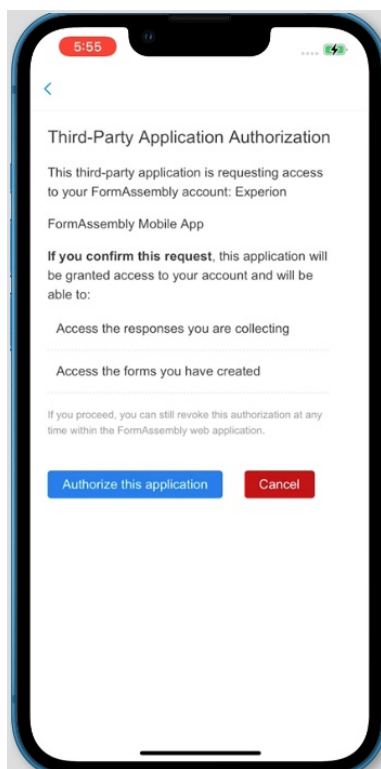 5:55
Third-Party Application Authorization
This third-party application is requesting access
to your FormAssembly account: Experion
FormAssembly Mobile App
If you confirm this request, this application will
be granted access to your account and will be
able to:
Access the responses you are collecting
Access the forms you have created
If you proceed, you can still revoke this authorization at any
time within the FormAssembly web application.
Authorize this application
Cancel